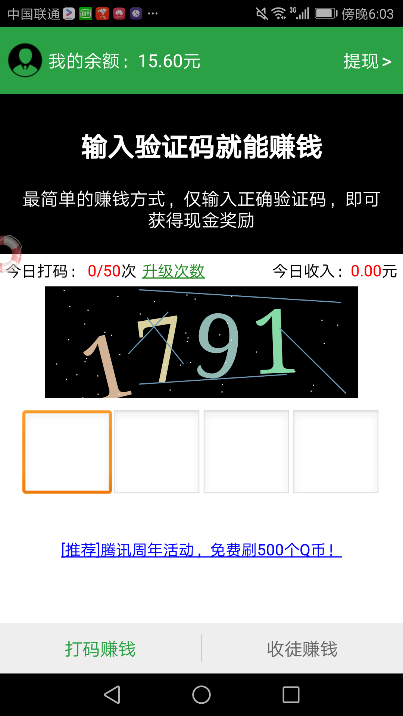 中国联通 ··· 3G 傍晚6:03
我的余额：15.60元 提现 >
输入验证码就能赚钱
最简单的赚钱方式，仅输入正确验证码，即可
获得现金奖励
今日打码：0/50次 升级次数 今日收入：0.00元
1791
[推荐]腾讯周年活动，免费刷500个Q币！
打码赚钱 收徒赚钱